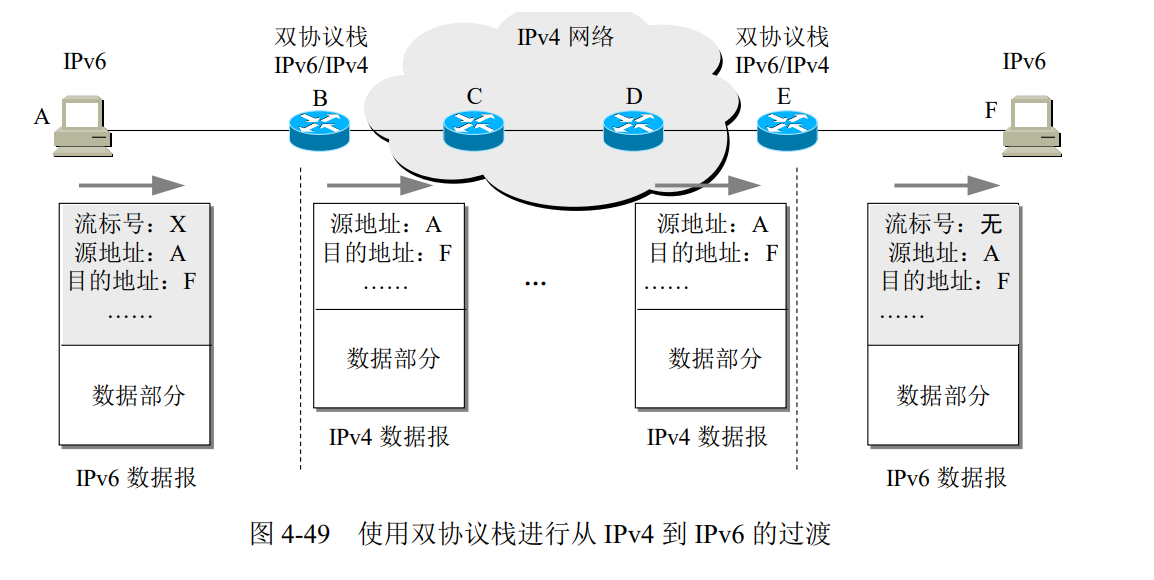 IPv6
双协议栈
IPv6/IPv4
IPv4 网络
双协议栈
IPv6/IPv4
IPv6
A
B
C
D
E
F
流标号：X
源地址：A
目的地址：F
……
数据部分
IPv6 数据报
源地址：A
目的地址：F
……
数据部分
IPv4 数据报
…
源地址：A
目的地址：F
……
数据部分
IPv4 数据报
流标号：无
源地址：A
目的地址：F
……
数据部分
IPv6 数据报
图 4-49 使用双协议栈进行从 IPv4 到 IPv6 的过渡